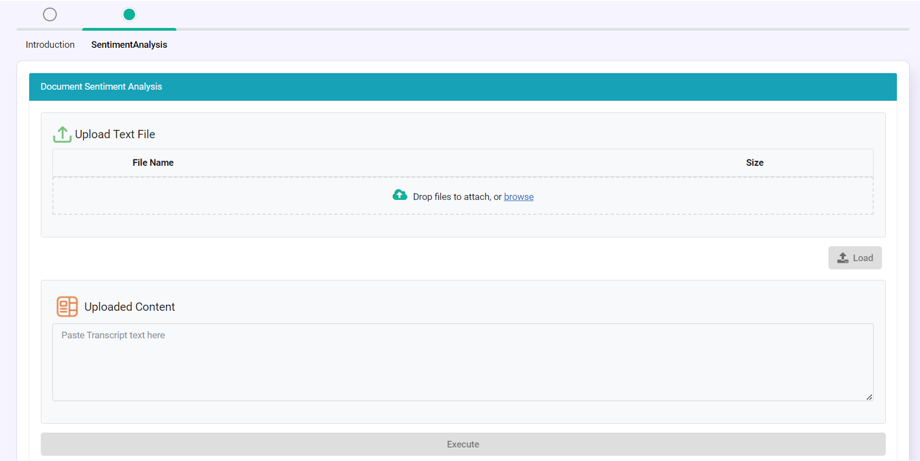 Introduction
SentimentAnalysis
Document Sentiment Analysis
Upload Text File
File Name Size
Drop files to attach, or browse
Load
Uploaded Content
Paste Transcript text here
Execute